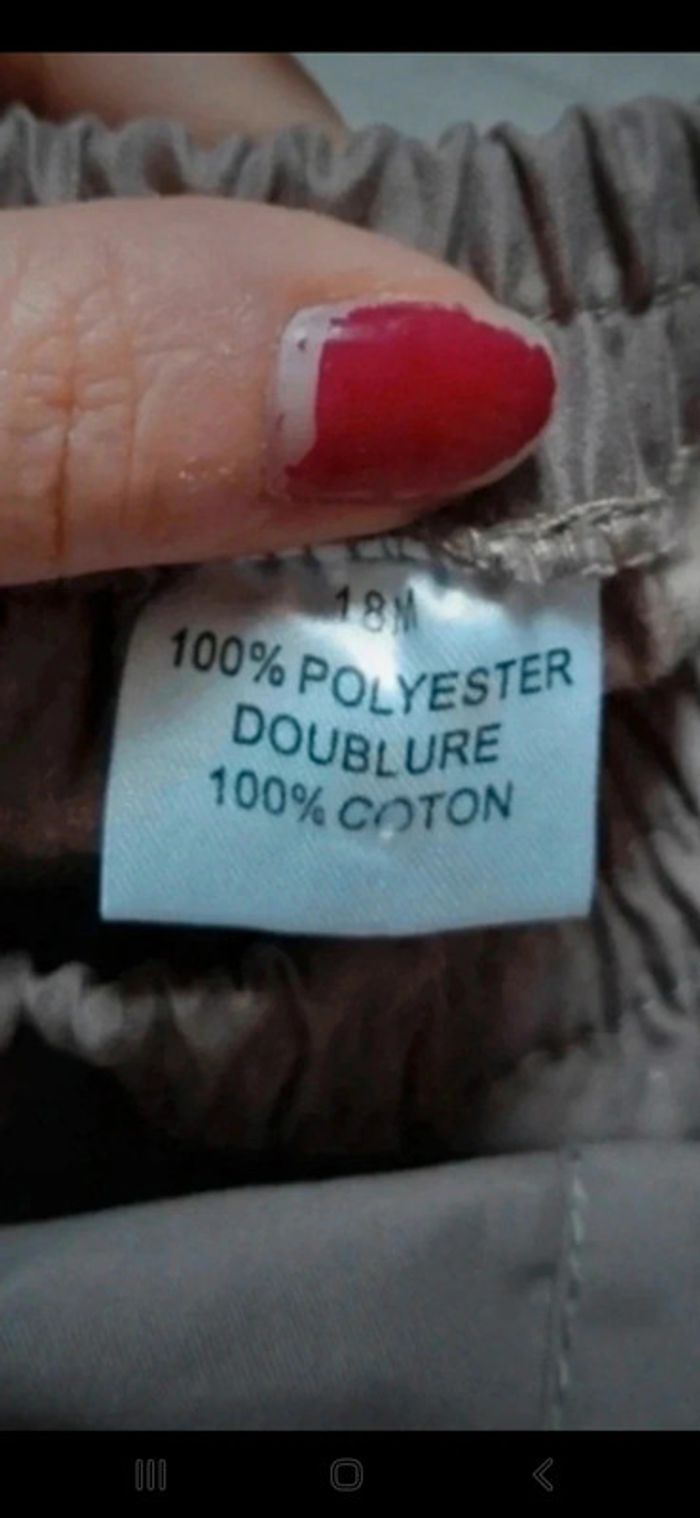 18M
100% POLYESTER
DOUBLURE
100% COTON